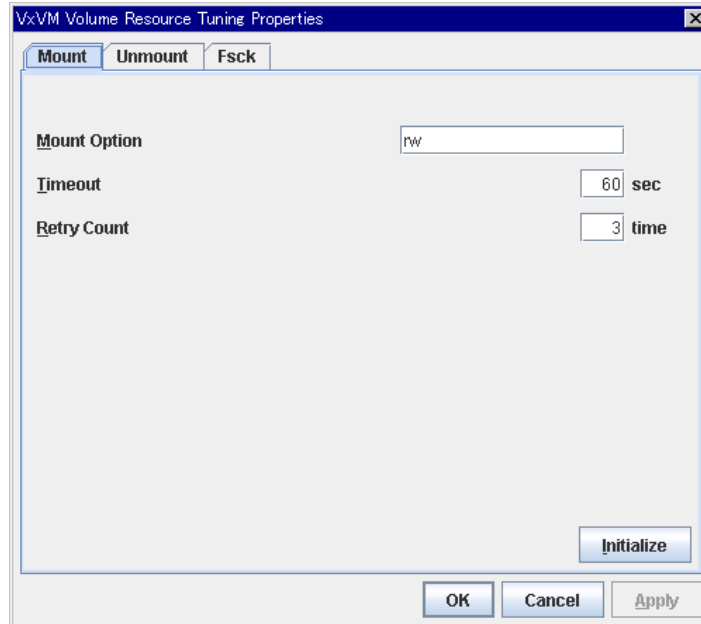 VxVM Volume Resource Tuning Properties
Mount Unmount Fsck
Mount Option rw
Timeout 60 sec
Retry Count 3 time
Initialize
OK Cancel Apply